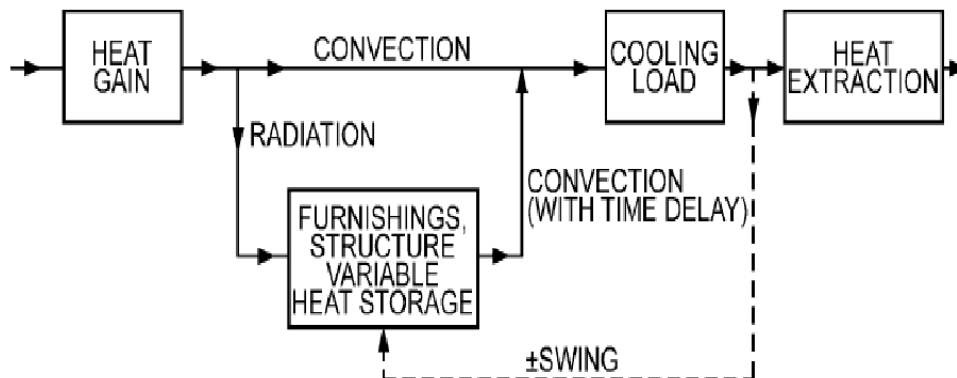 HEAT
GAIN
CONVECTION
COOLING
LOAD
HEAT
EXTRACTION
RADIATION
CONVECTION
(WITH TIME DELAY)
FURNISHINGS,
STRUCTURE
VARIABLE
HEAT STORAGE
±SWING